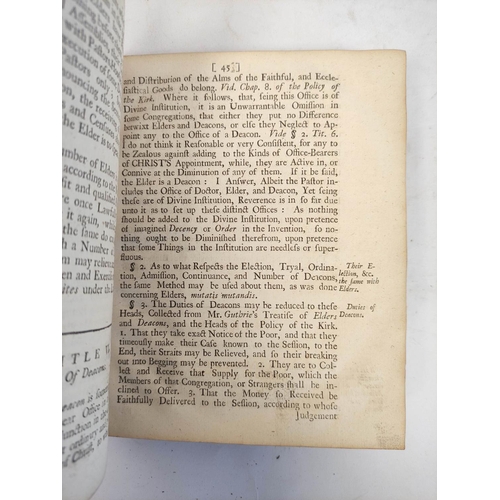 [ 45 ]
and Distribution of the Alms of the Faithful, and Eccle-
siastical Goods do belong. Vid. Chap. 8. of the Policy of
the Kirk. Where it follows, that, seing this Office is of
Divine Institution, it is an Unwarrantable Omission in
some Congregations, that either they put no Difference
betwixt Elders and Deacons, or else they Neglect to Ap-
point any to the Office of a Deacon. Vide § 2. Tit. 6.
I do not think it Reasonable or very Consistent, for any to
be Zealous against adding to the Kinds of Office-Bearers
of CHRIST'S Appointment, while, they are Active in, or
Connive at the Diminution of any of them. If it be said,
the Elder is a Deacon: I Answer, Albeit the Pastor in-
cludes the Office of Doctor, Elder, and Deacon, Yet seing
these are of Divine Institution, Reverence is in so far due
unto it as to set up these distinct Offices: As nothing
should be added to the Divine Institution, upon pretence
of imagined Decency or Order in the Invention, so no-
thing ought to be Diminished therefrom, upon pretence
that some Things in the Institution are needless or super-
fluous.
§ 2. As to what Respects the Election, Tryal, Ordina-
tion, Admission, Continuance, and Number of Deacons,
the same Method may be used about them, as was done
concerning Elders, mutatis mutandis.
Their E-
lection, &c.
the same with
Elders.
§ 3. The Duties of Deacons may be reduced to these
Heads, Collected from Mr. Guthrie's Treatise of Elders
and Deacons, and the Heads of the Policy of the Kirk.
Duties of
Deacons.
1. That they take exact Notice of the Poor, and that they
timeously make their Case known to the Session, to the
End, their Straits may be Relieved, and so their breaking
out into Begging may be prevented. 2. They are to Col-
lect and Receive that Supply for the Poor, which the
Members of that Congregation, or Strangers shall be in-
clined to Offer. 3. That the Money so Received be
Faithfully Delivered to the Session, according to whose
Judgement